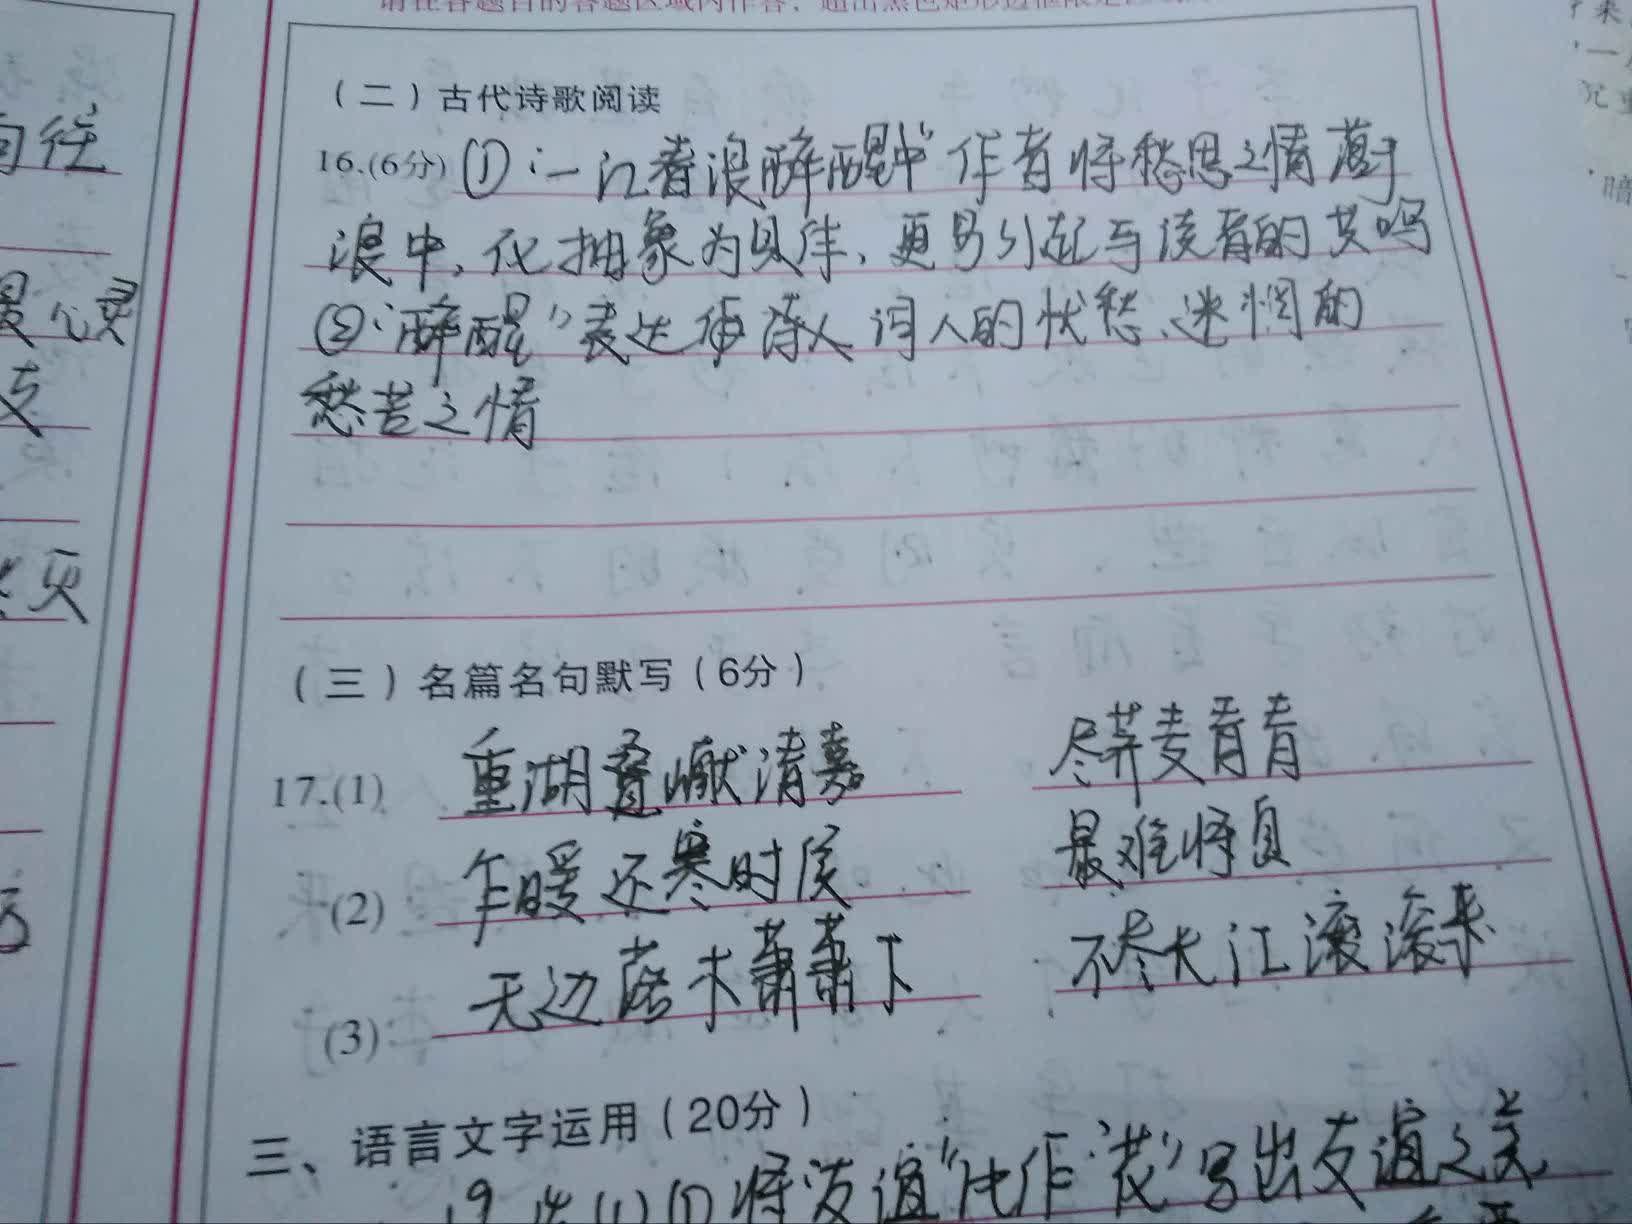 请在各题目的答题区域内作答，超出黑色矩形边框限定区域
（二）古代诗歌阅读
16.(6分) ①“一江春浪醉醒中”作者将愁思之情蕴于
浪中，化抽象为具体，更易引起与读者的共鸣
②“醉醒”表达 词人的忧愁、迷惘的
愁苦之情
（三）名篇名句默写（6分）
17.(1) 重湖叠巘清嘉 尽荠麦青青
(2) 乍暖还寒时候 最难将息
(3) 无边落木萧萧下 不尽长江滚滚来
三、语言文字运用（20分）
将友谊“比作‘花’写出友谊之美
向往
灵
支
灭